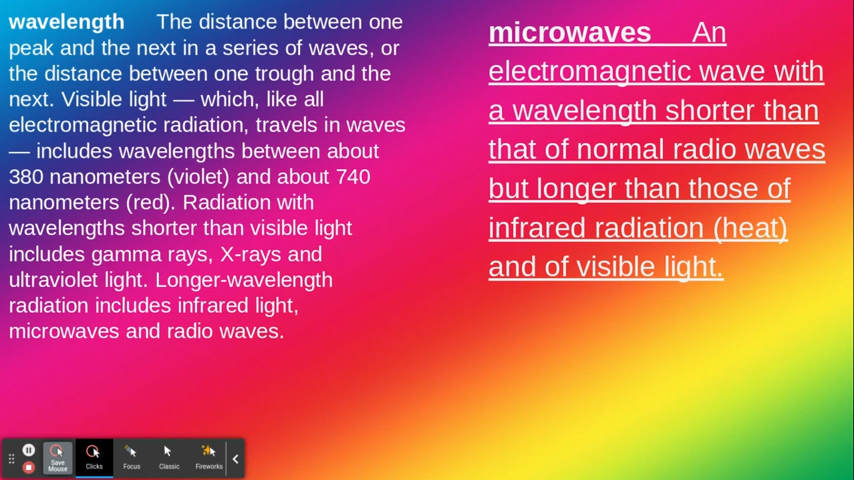 wavelength The distance between one
peak and the next in a series of waves, or
the distance between one trough and the
next. Visible light — which, like all
electromagnetic radiation, travels in waves
— includes wavelengths between about
380 nanometers (violet) and about 740
nanometers (red). Radiation with
wavelengths shorter than visible light
includes gamma rays, X-rays and
ultraviolet light. Longer-wavelength
radiation includes infrared light,
microwaves and radio waves.
microwaves An
electromagnetic wave with
a wavelength shorter than
that of normal radio waves
but longer than those of
infrared radiation (heat)
and of visible light.
Save
Mouse
Clicks
Focus
Classic
Fireworks